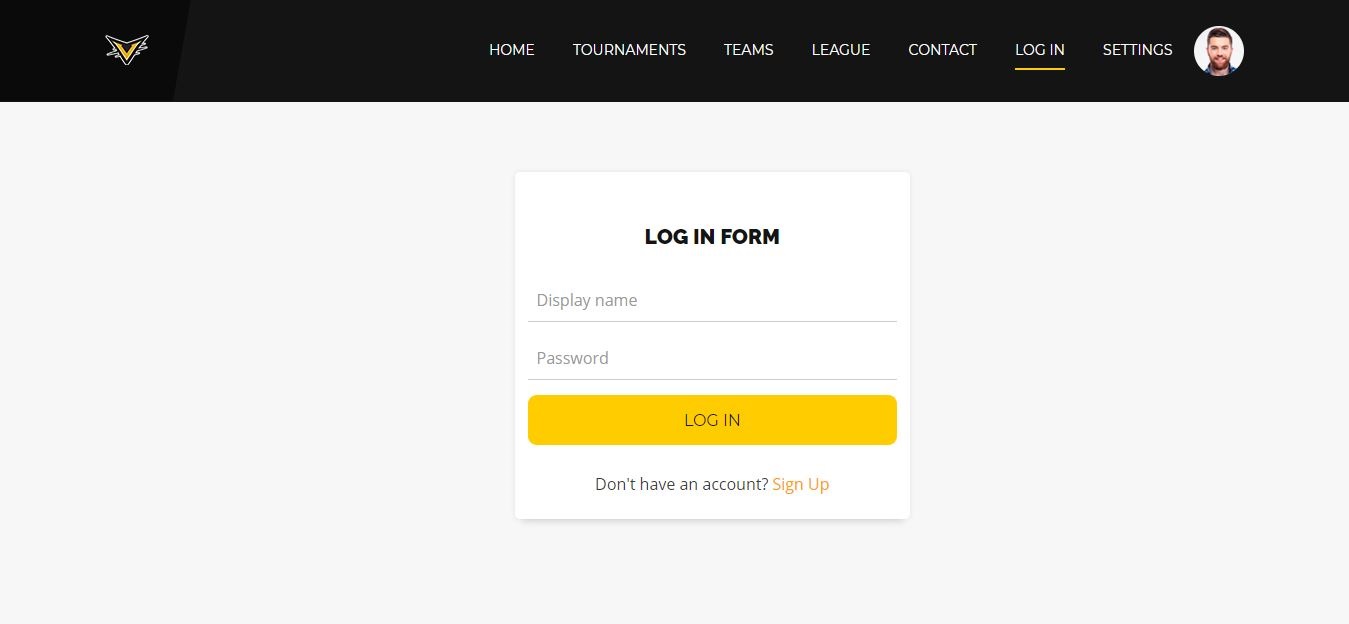 HOME TOURNAMENTS TEAMS LEAGUE CONTACT LOG IN SETTINGS
LOG IN FORM
Display name
Password
LOG IN
Don't have an account? Sign Up